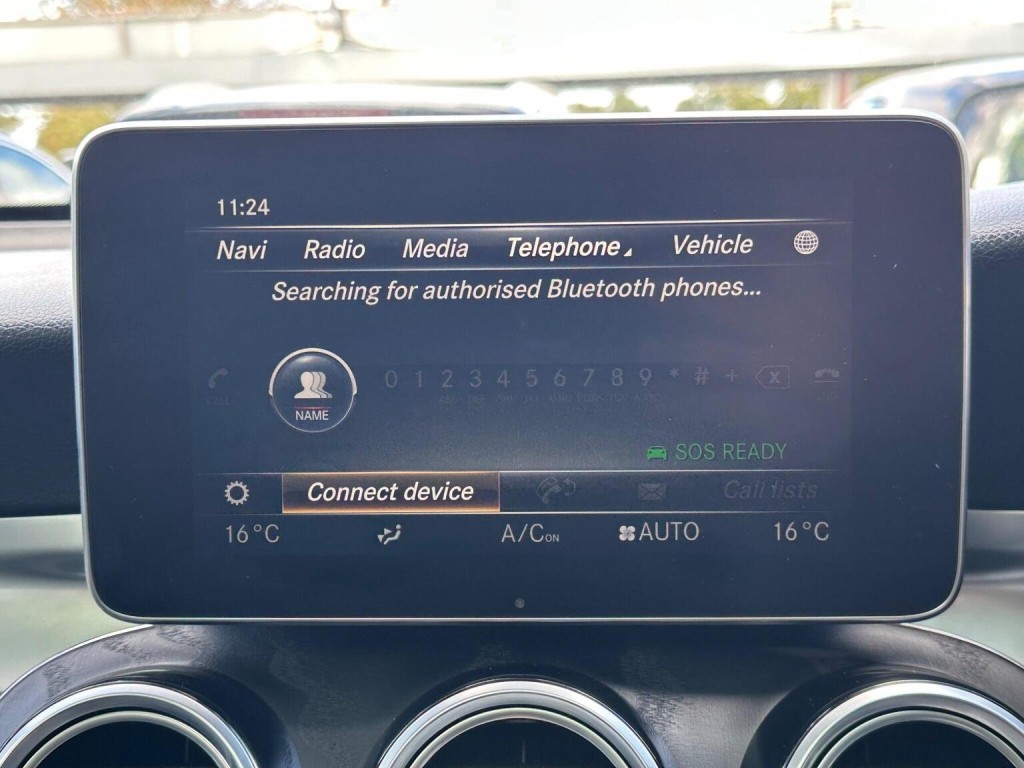 11:24
Navi Radio Media Telephone Vehicle
Searching for authorised Bluetooth phones...
NAME 0 1 2 3 4 5 6 7 8 9 * # + X
SOS READY
Connect device Call lists
16°C A/C ON AUTO 16°C